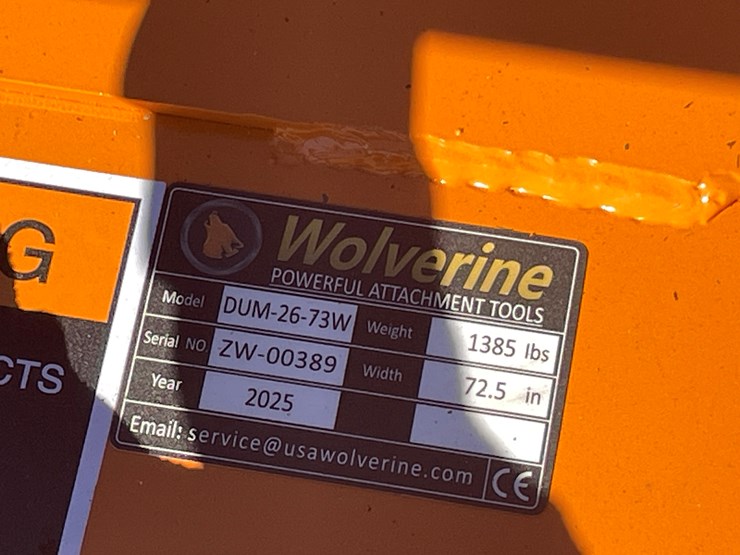 G
CTS
Wolverine
POWERFUL ATTACHMENT TOOLS
Model DUM-26-73W Weight 1385 lbs
Serial NO ZW-00389 Width 72.5 in
Year 2025
Email: service@usawolverine.com CE